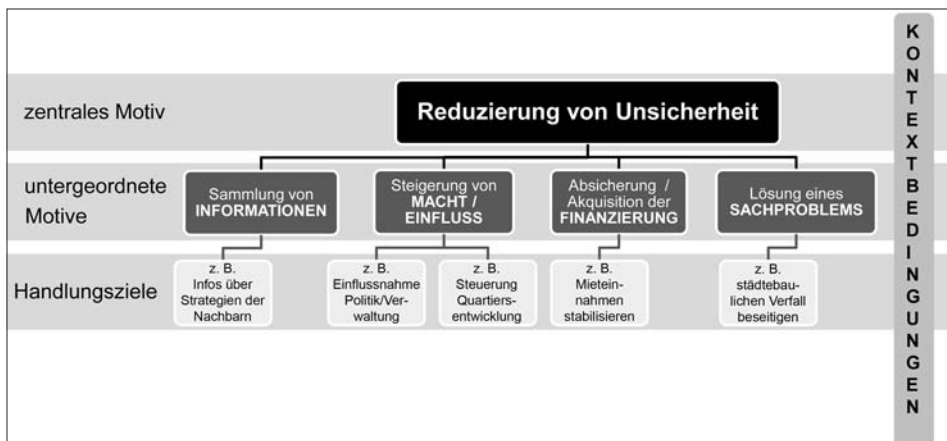 zentrales Motiv
Reduzierung von Unsicherheit
untergeordnete
Motive
Sammlung von
INFORMATIONEN
Steigerung von
MACHT /
EINFLUSS
Absicherung /
Akquisition der
FINANZIERUNG
Lösung eines
SACHPROBLEMS
Handlungsziele
z. B.
Infos über
Strategien der
Nachbarn
z. B.
Einflussnahme
Politik/Ver-
waltung
z. B.
Steuerung
Quartiers-
entwicklung
z. B.
Mietein-
nahmen
stabilisieren
z. B.
städtebau-
lichen Verfall
beseitigen
KONTEXTBEDINGUNGEN